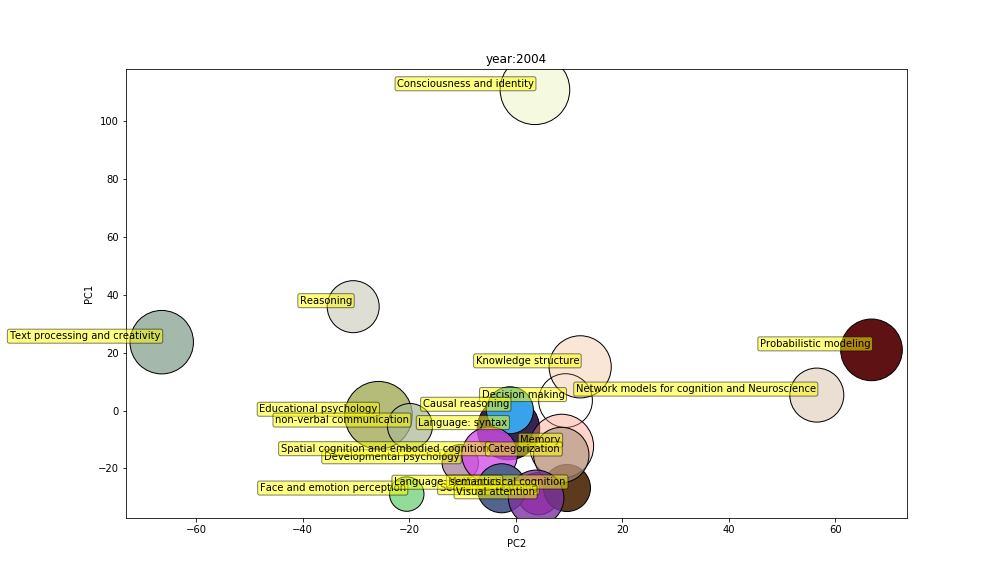 year:2004
Consciousness and identity
100
80
60
PC1
40
Reasoning
Text processing and creativity
Probabilistic modeling
20
Knowledge structure
Network models for cognition and Neuroscience
Decision making
Causal reasoning
Educational psychology
0
non-verbal communication
Language: syntax
Memory
Spatial cognition and embodied cognition
Categorization
Developmental psychology
−20
Language: semantics
cognition
Face and emotion perception
Visual attention
−60
−40
−20
0
20
40
60
PC2